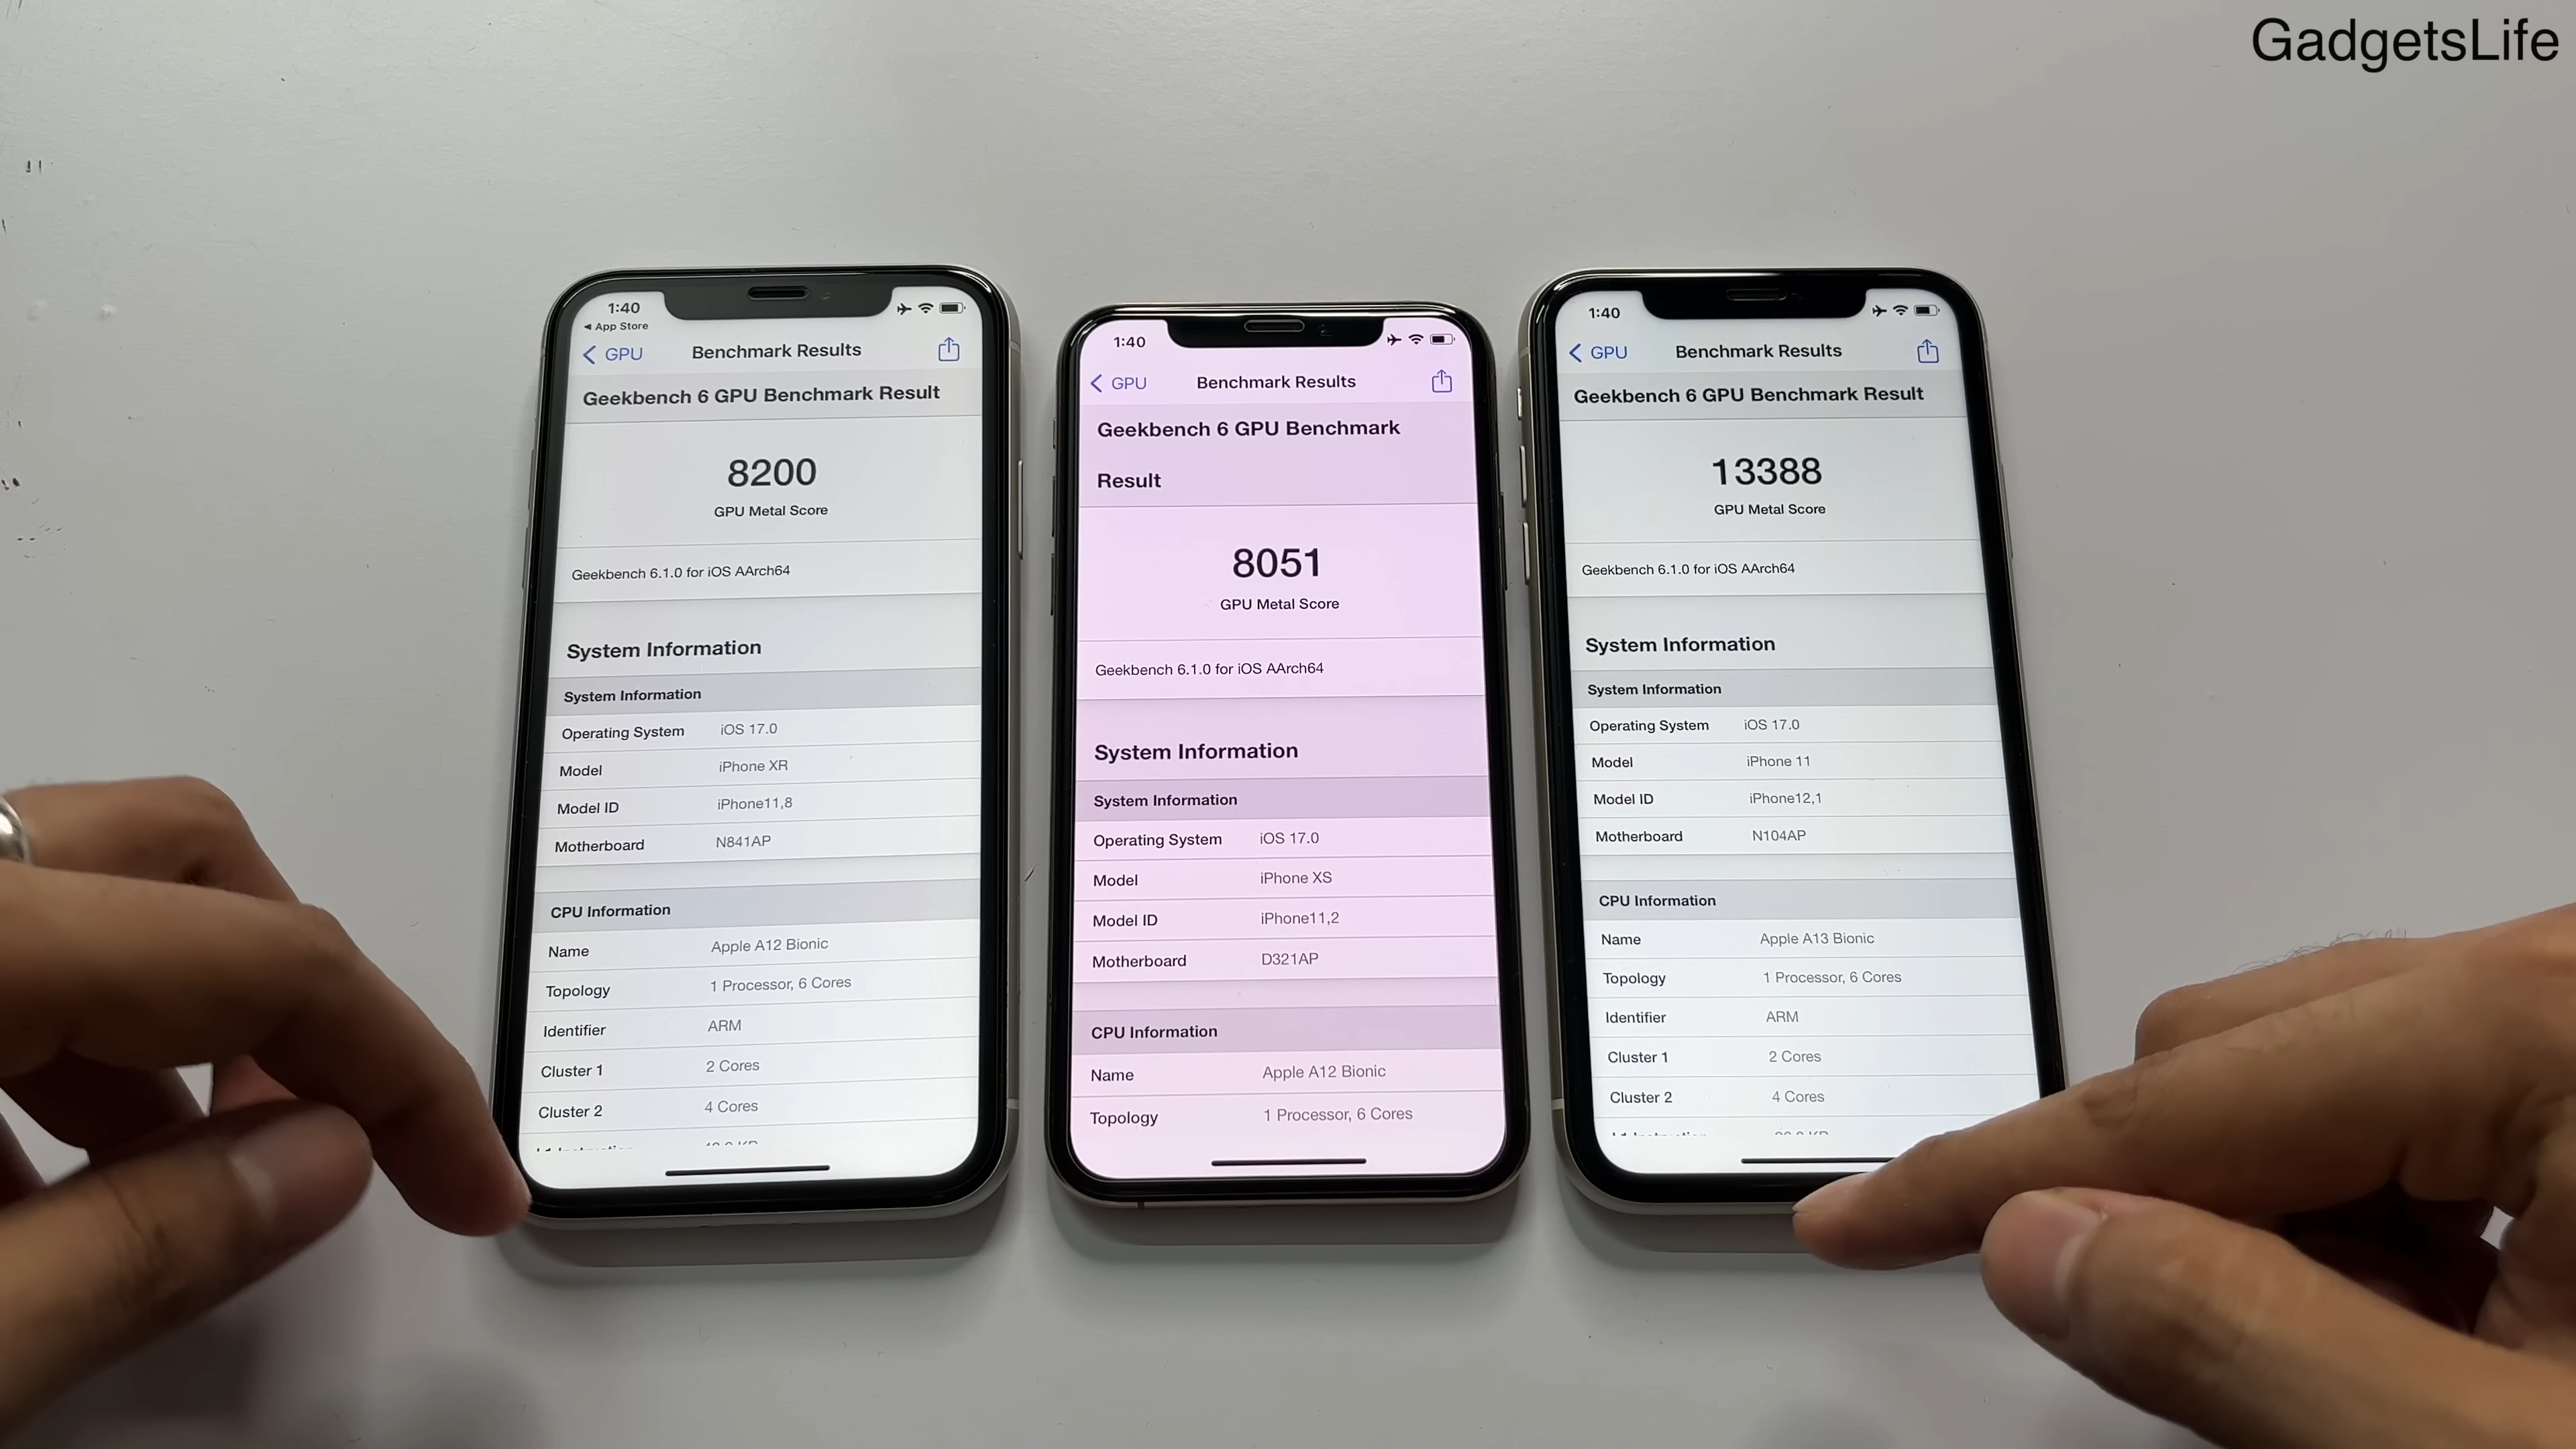 GadgetsLife
1:40
App Store
GPU
Benchmark Results
Geekbench 6 GPU Benchmark Result
8200
GPU Metal Score
Geekbench 6.1.0 for iOS AArch64
System Information
System Information
Operating System iOS 17.0
Model iPhone XR
Model ID iPhone11,8
Motherboard N841AP
CPU Information
Name Apple A12 Bionic
Topology 1 Processor, 6 Cores
Identifier ARM
Cluster 1 2 Cores
Cluster 2 4 Cores
1:40
GPU
Benchmark Results
Geekbench 6 GPU Benchmark
Result
8051
GPU Metal Score
Geekbench 6.1.0 for iOS AArch64
System Information
System Information
Operating System iOS 17.0
Model iPhone XS
Model ID iPhone11,2
Motherboard D321AP
CPU Information
Name Apple A12 Bionic
Topology 1 Processor, 6 Cores
1:40
GPU
Benchmark Results
Geekbench 6 GPU Benchmark Result
13388
GPU Metal Score
Geekbench 6.1.0 for iOS AArch64
System Information
System Information
Operating System iOS 17.0
Model iPhone 11
Model ID iPhone12,1
Motherboard N104AP
CPU Information
Name Apple A13 Bionic
Topology 1 Processor, 6 Cores
Identifier ARM
Cluster 1 2 Cores
Cluster 2 4 Cores